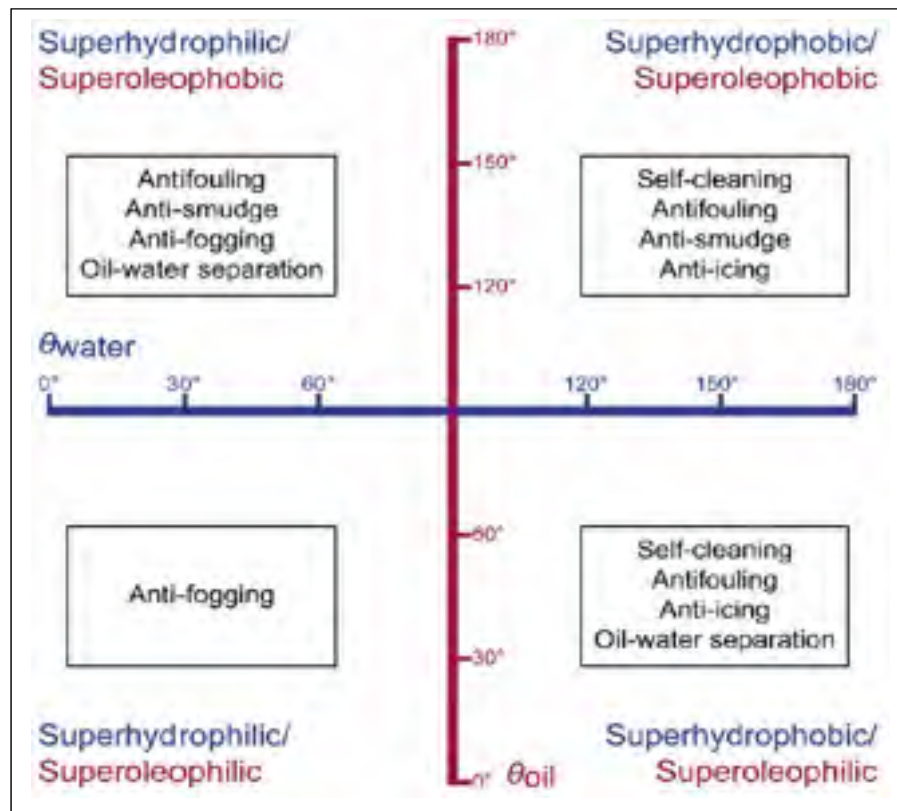 Superhydrophilic/
Superoleophobic
180°
Superhydrophobic/
Superoleophobic
150°
Antifouling
Anti-smudge
Anti-fogging
Oil-water separation
Self-cleaning
Antifouling
Anti-smudge
Anti-icing
120°
θwater
0° 30° 60° 120° 150° 180°
60°
Anti-fogging
Self-cleaning
Antifouling
Anti-icing
Oil-water separation
30°
Superhydrophilic/
Superoleophilic
0° θoil
Superhydrophobic/
Superoleophilic